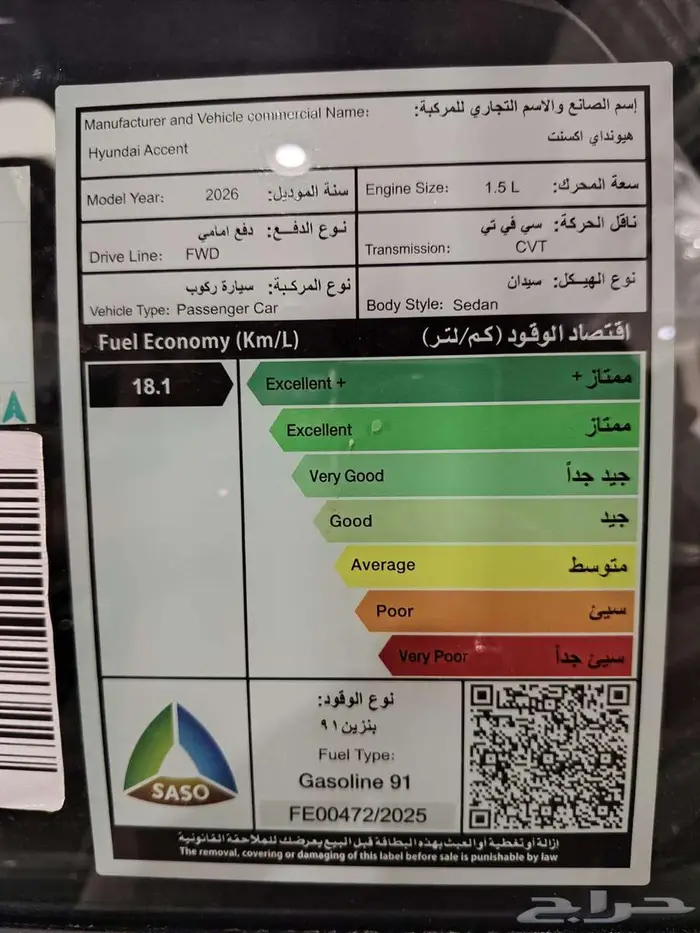 Manufacturer and Vehicle commercial Name: إسم الصانع والاسم التجاري للمركبة:
Hyundai Accent هيونداي اكسنت
Model Year: 2026 سنة الموديل:
Engine Size: 1.5 L سعة المحرك:
Drive Line: FWD نوع الدفع: دفع امامي
Transmission: CVT ناقل الحركة: سي في تي
Vehicle Type: Passenger Car نوع المركبة: سيارة ركوب
Body Style: Sedan نوع الهيكل: سيدان
Fuel Economy (Km/L) اقتصاد الوقود (كم/لتر)
18.1
Excellent + ممتاز +
Excellent ممتاز
Very Good جيد جداً
Good جيد
Average متوسط
Poor سيئ
Very Poor سيئ جداً
SASO
نوع الوقود:
بنزين ٩١
Fuel Type:
Gasoline 91
FE00472/2025
ازالة أو تغطية أو العبث بهذه البطاقة قبل البيع يعرضك للملاحقة القانونية
The removal, covering or damaging of this label before sale is punishable by law
حراج